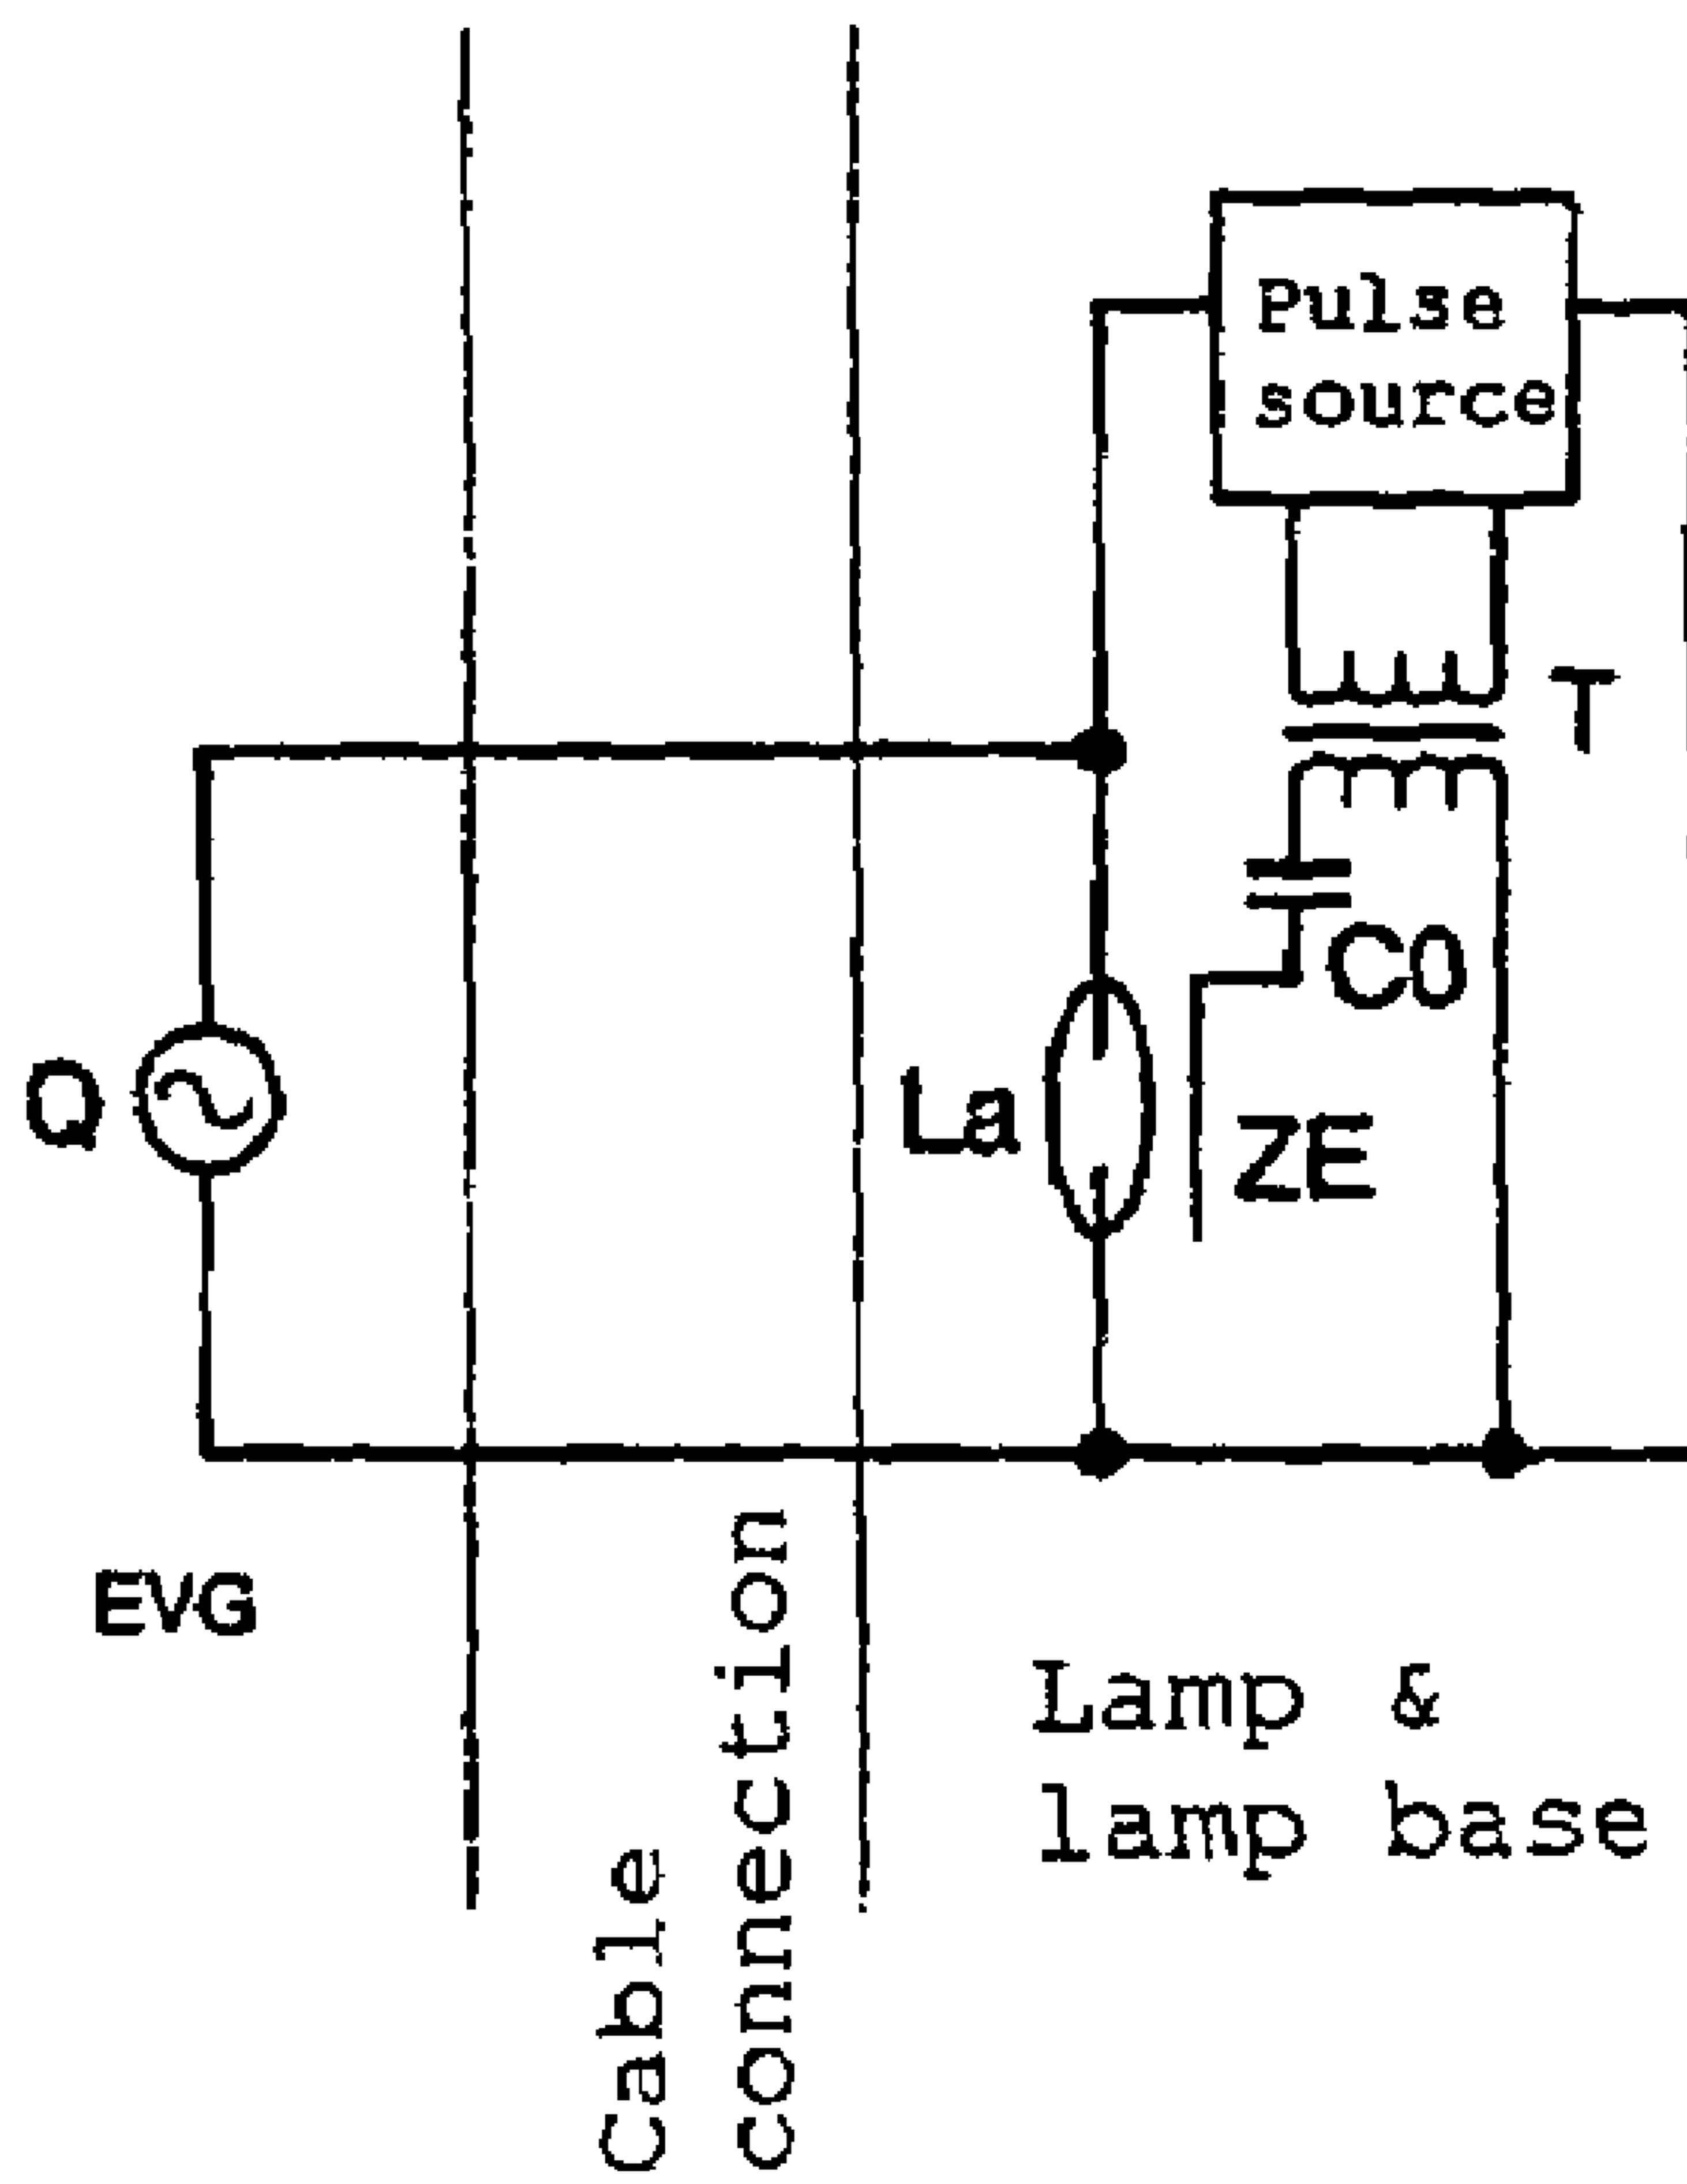 Pulse
source
T
C0
Q
La
ZE
EVG
Cable
connection
Lamp &
lamp base